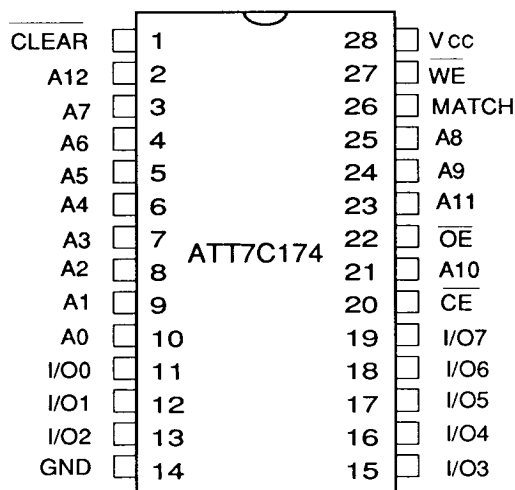 CLEAR 1 28 Vcc
A12 2 27 WE
A7 3 26 MATCH
A6 4 25 A8
A5 5 24 A9
A4 6 23 A11
A3 7 22 OE
ATT7C174
A2 8 21 A10
A1 9 20 CE
A0 10 19 I/O7
I/O0 11 18 I/O6
I/O1 12 17 I/O5
I/O2 13 16 I/O4
GND 14 15 I/O3